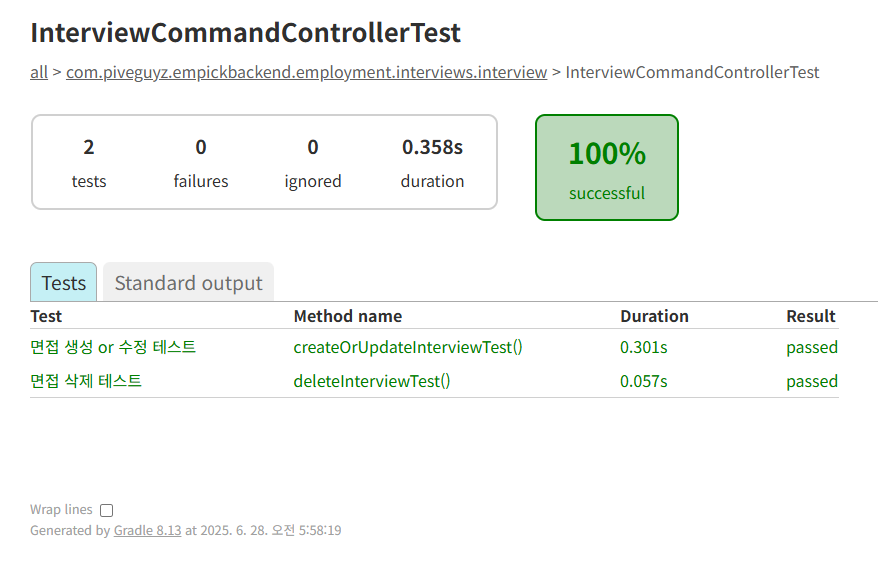 InterviewCommandControllerTest
all > com.piveguyz.empickbackend.employment.interviews.interview > InterviewCommandControllerTest
2 0 0 0.358s
tests failures ignored duration
100%
successful
Tests Standard output
Test Method name Duration Result
면접 생성 or 수정 테스트 createOrUpdateInterviewTest() 0.301s passed
면접 삭제 테스트 deleteInterviewTest() 0.057s passed
Wrap lines
Generated by Gradle 8.13 at 2025. 6. 28. 오전 5:58:19